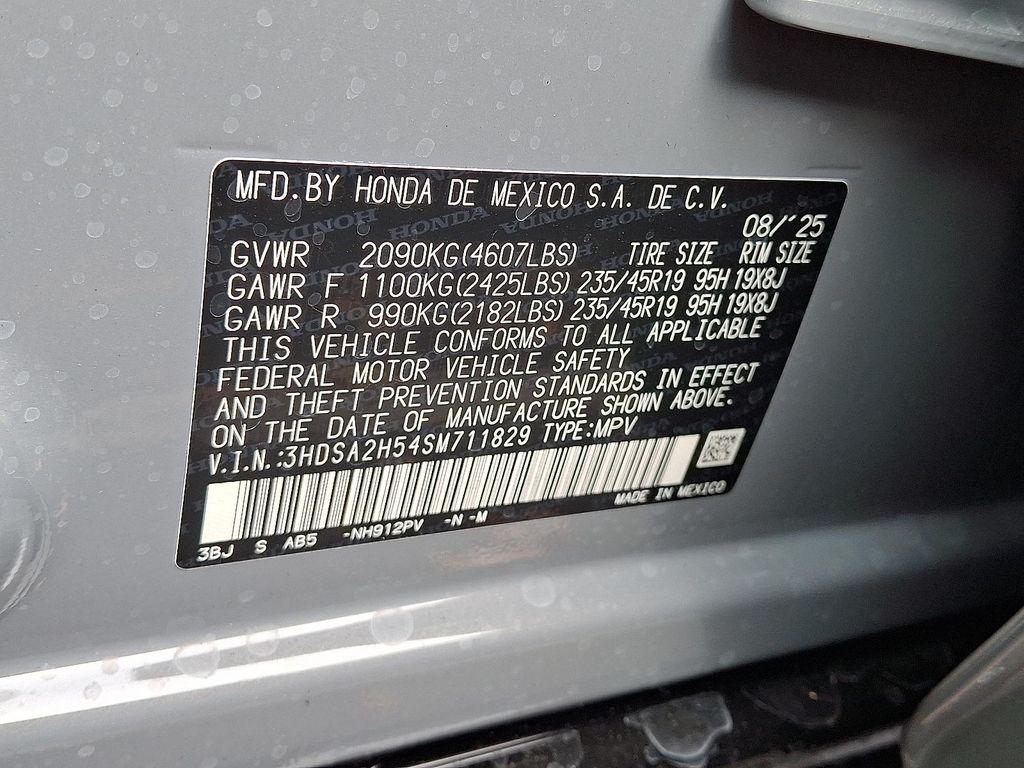 MFD. BY HONDA DE MEXICO S.A. DE C.V.
08/'25
GVWR 2090KG(4607LBS) TIRE SIZE RIM SIZE
GAWR F 1100KG(2425LBS) 235/45R19 95H 19X8J
GAWR R 990KG(2182LBS) 235/45R19 95H 19X8J
THIS VEHICLE CONFORMS TO ALL APPLICABLE
FEDERAL MOTOR VEHICLE SAFETY
AND THEFT PREVENTION STANDARDS IN EFFECT
ON THE DATE OF MANUFACTURE SHOWN ABOVE.
V.I.N.:3HDSA2H54SM711829 TYPE:MPV
MADE IN MEXICO
3BJ S AB5 -NH912PV -N -M